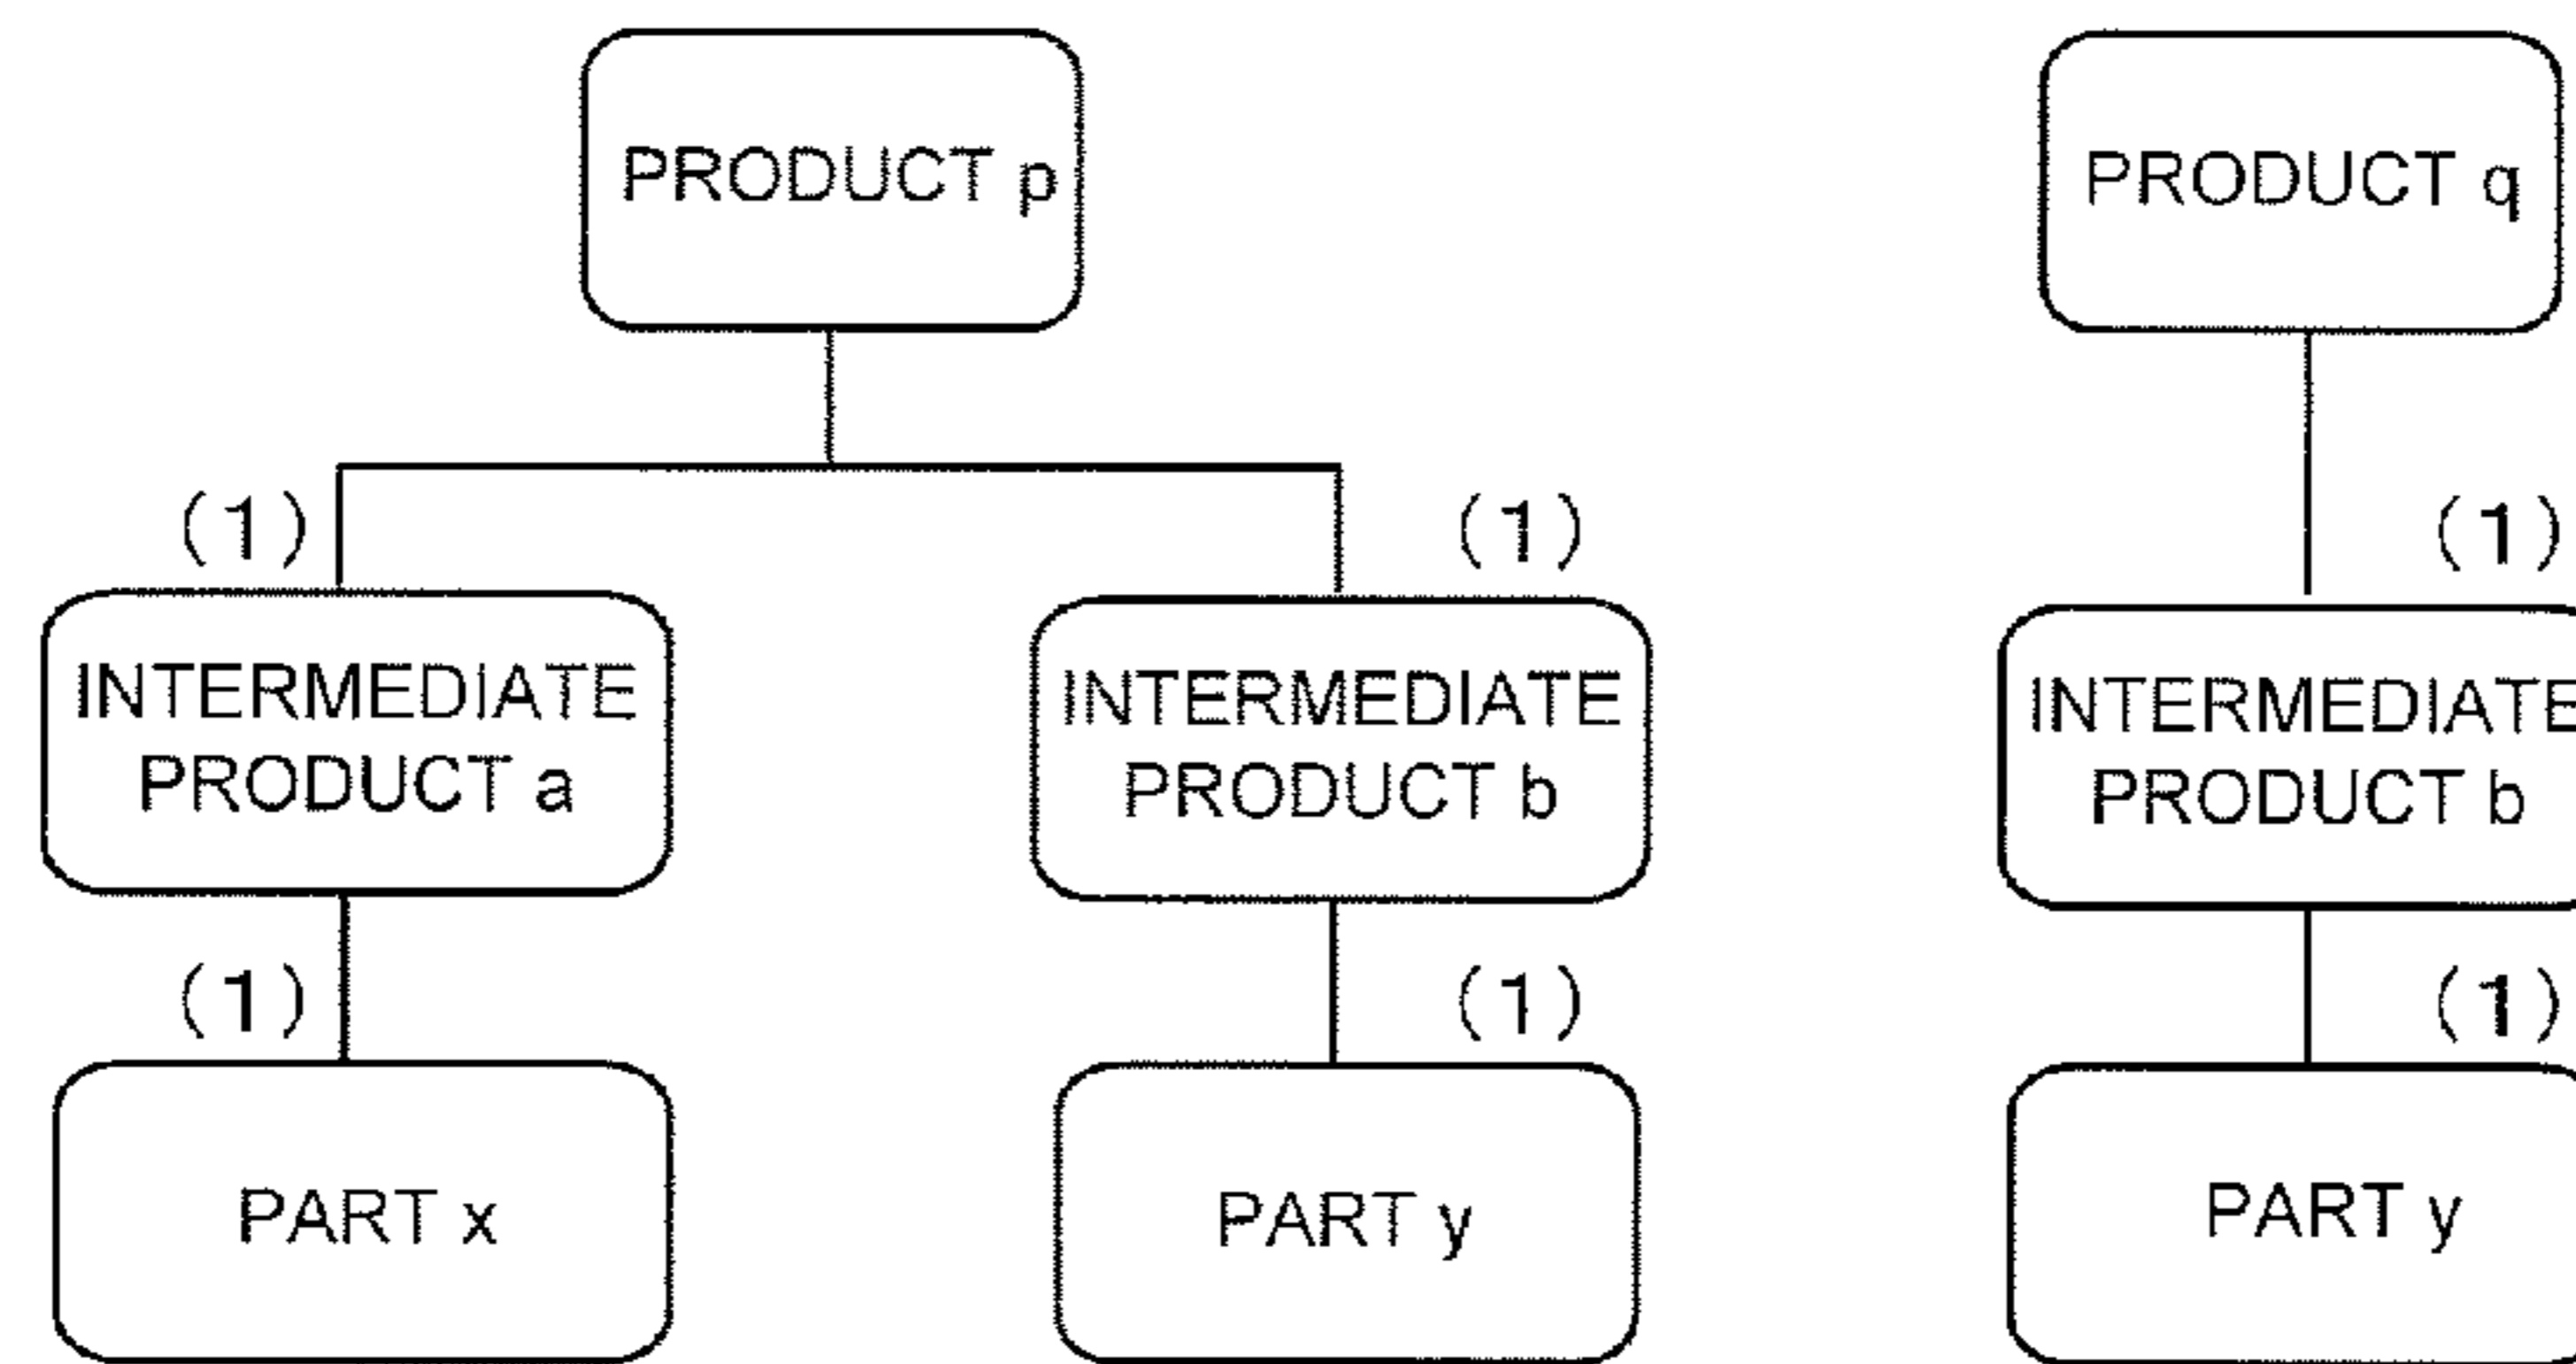 PRODUCT p
PRODUCT q
(1)
(1)
(1)
INTERMEDIATE
PRODUCT a
INTERMEDIATE
PRODUCT b
INTERMEDIATE
PRODUCT b
(1)
(1)
(1)
PART x
PART y
PART y